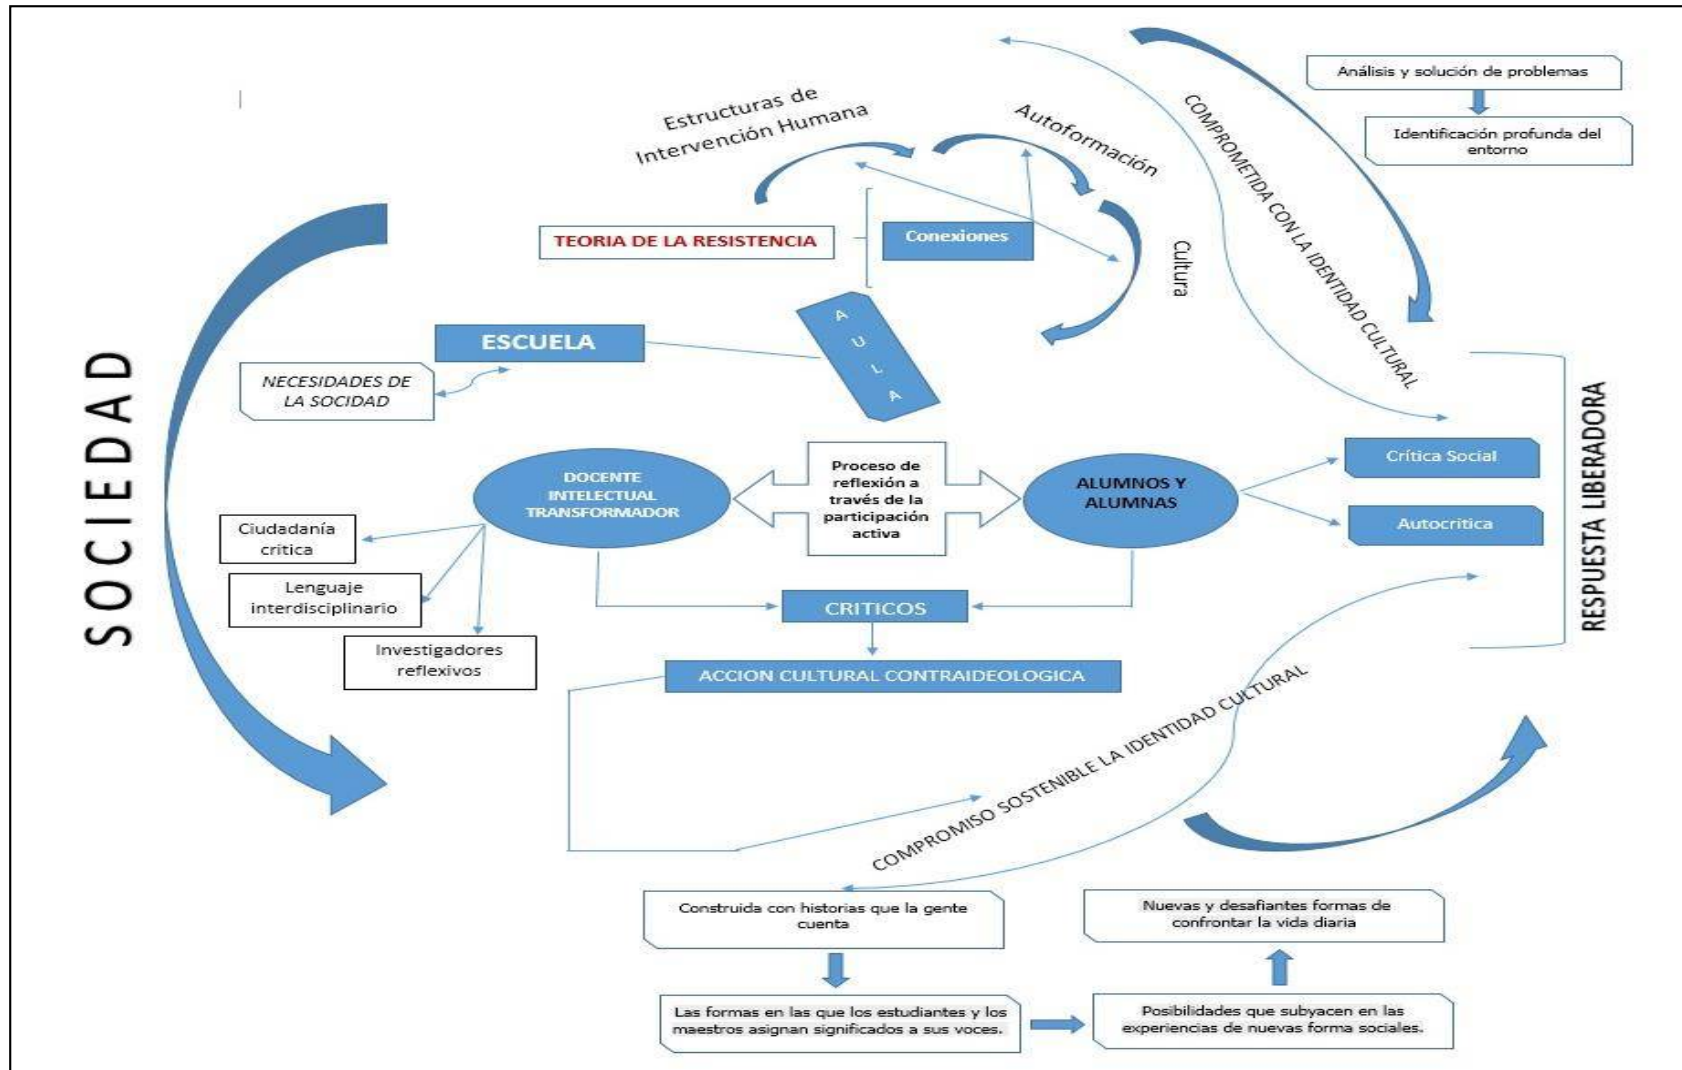 Estructuras de
Intervención Humana
Autoformación
Cultura
COMPROMETIDA CON LA IDENTIDAD CULTURAL
Análisis y solución de problemas
Identificación profunda del
entorno
TEORIA DE LA RESISTENCIA
Conexiones
SOCIEDAD
ESCUELA
AULA
NECESIDADES DE
LA SOCIDAD
DOCENTE
INTELECTUAL
TRANSFORMADOR
Proceso de
reflexión a
través de la
participación
activa
ALUMNOS Y
ALUMNAS
Crítica Social
Autocritica
RESPUESTA LIBERADORA
Ciudadanía
critica
Lenguaje
interdisciplinario
Investigadores
reflexivos
CRITICOS
ACCION CULTURAL CONTRAIDEOLOGICA
COMPROMISO SOSTENIBLE LA IDENTIDAD CULTURAL
Construida con historias que la gente
cuenta
Nuevas y desafiantes formas de
confrontar la vida diaria
Las formas en las que los estudiantes y los
maestros asignan significados a sus voces.
Posibilidades que subyacen en las
experiencias de nuevas forma sociales.